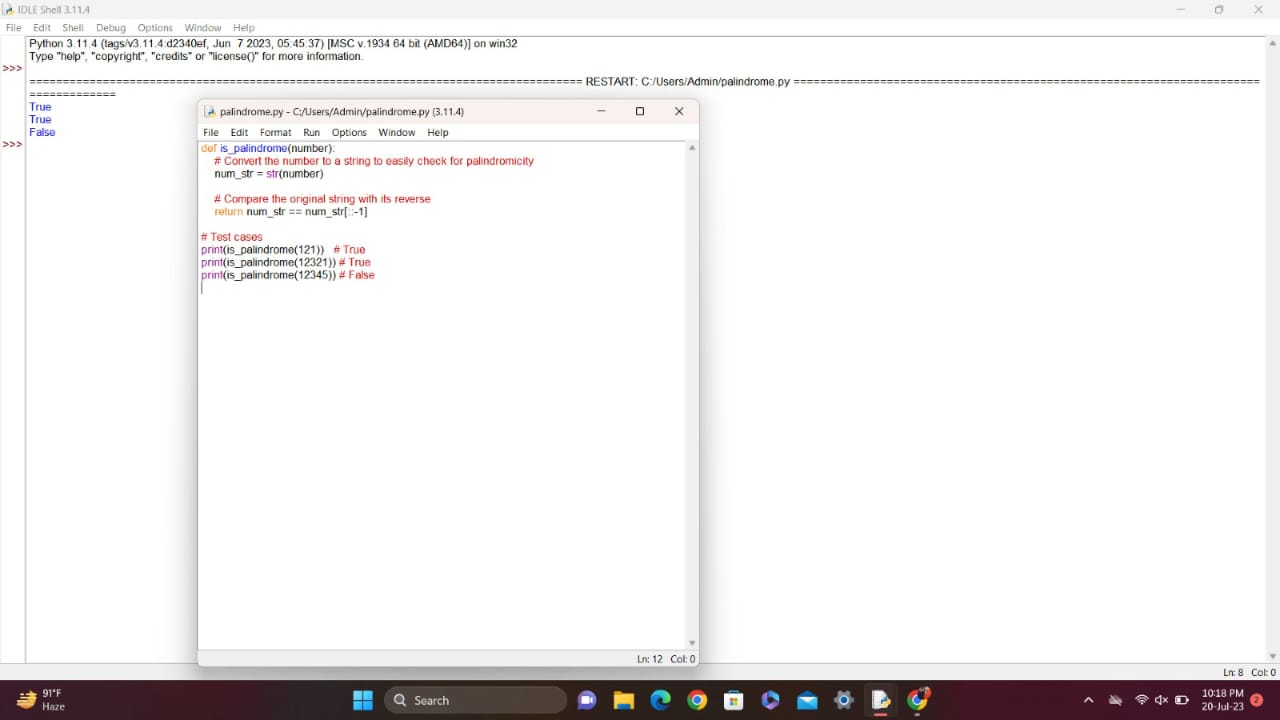 IDLE Shell 3.11.4
File Edit Shell Debug Options Window Help
Python 3.11.4 (tags/v3.11.4:d2340ef, Jun 7 2023, 05:45:37) [MSC v.1934 64 bit (AMD64)] on win32
Type "help", "copyright", "credits" or "license()" for more information.
>>>
=================================================================================== RESTART: C:/Users/Admin/palindrome.py ======================================================================
=============
True
True
False
>>>
palindrome.py - C:/Users/Admin/palindrome.py (3.11.4)
File Edit Format Run Options Window Help
def is_palindrome(number):
    # Convert the number to a string to easily check for palindromicity
    num_str = str(number)
    # Compare the original string with its reverse
    return num_str == num_str[::-1]
# Test cases
print(is_palindrome(121))   # True
print(is_palindrome(12321)) # True
print(is_palindrome(12345)) # False
Ln: 12 Col: 0
Ln: 8 Col: 0
91°F
Haze
Search
10:18 PM
20-Jul-23
2